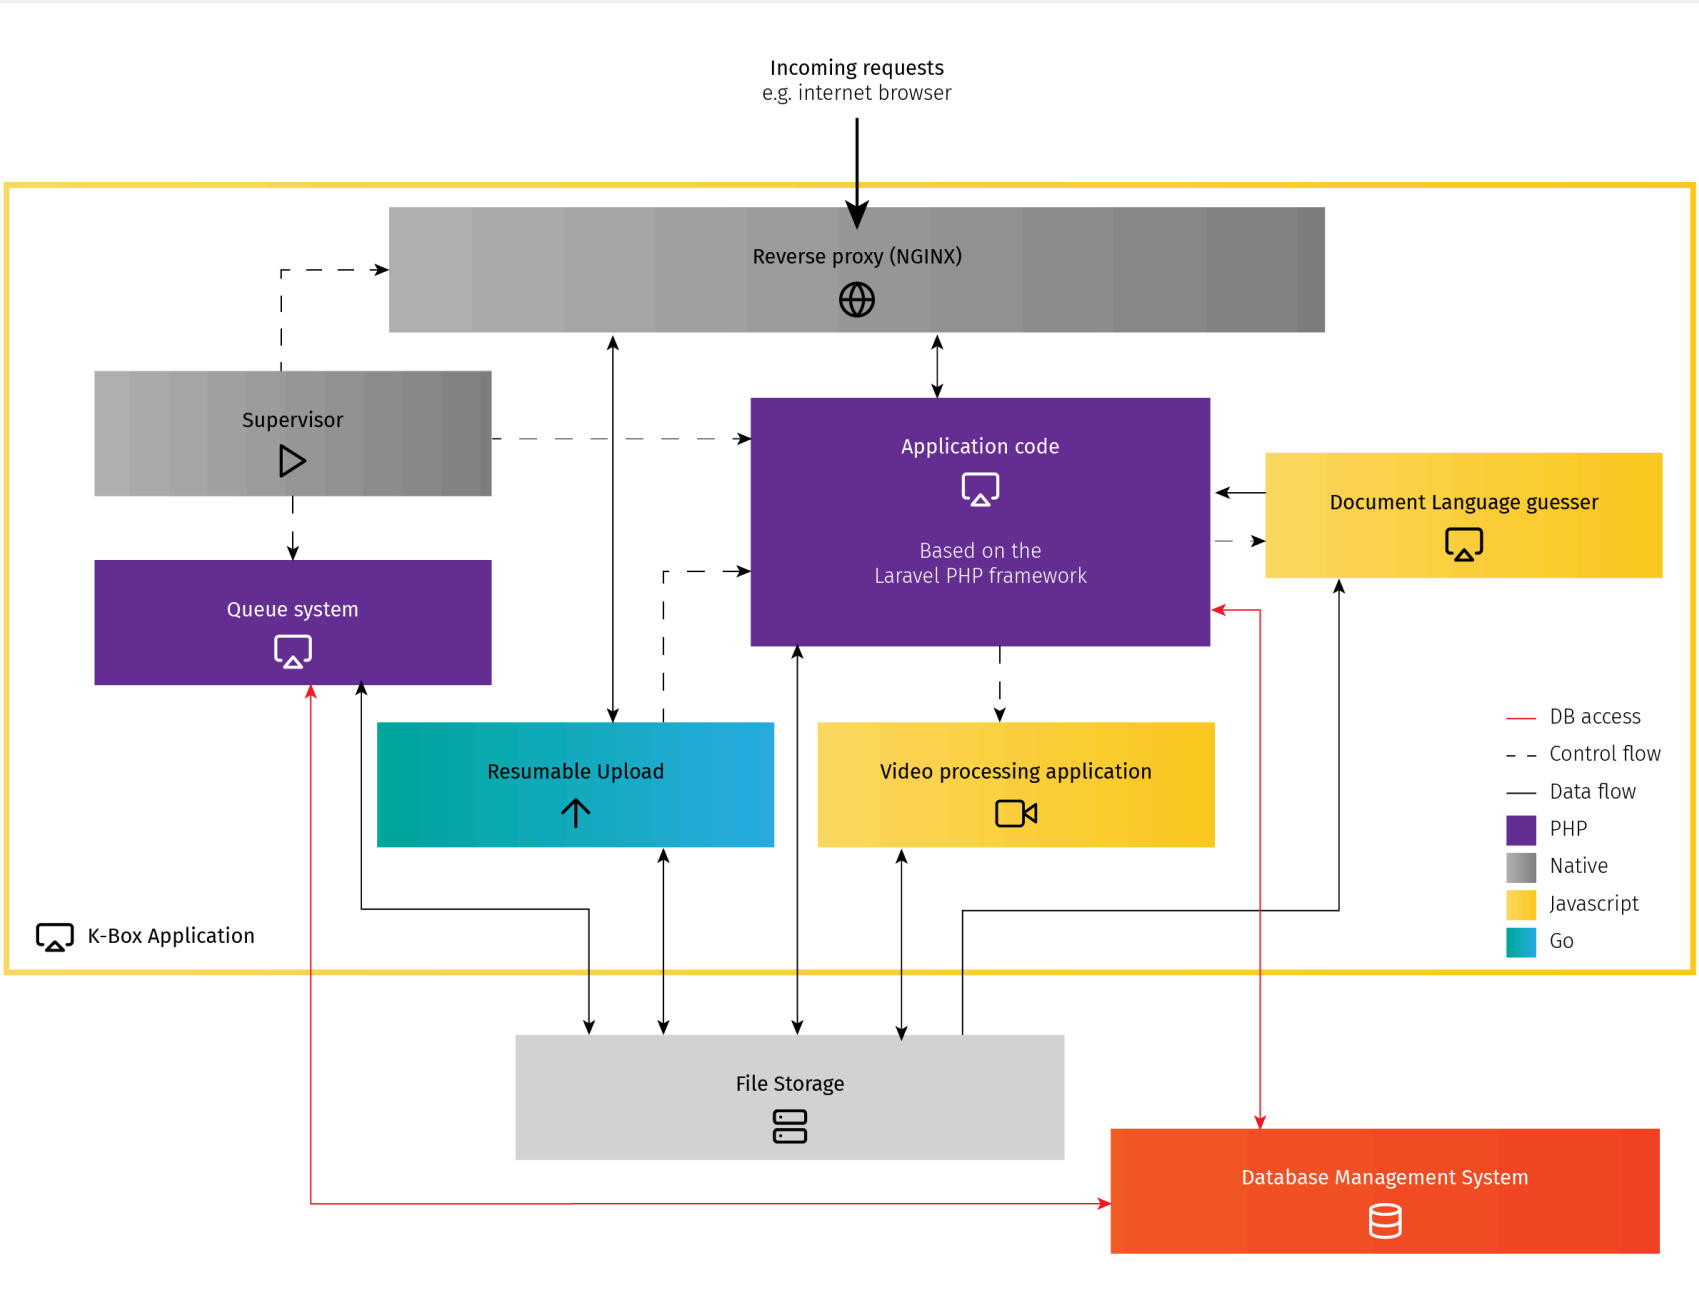 Incoming requests
e.g. internet browser
Reverse proxy (NGINX)
Supervisor
Application code
Based on the
Laravel PHP framework
Document Language guesser
Queue system
Resumable Upload
Video processing application
DB access
Control flow
Data flow
PHP
Native
Javascript
Go
K-Box Application
File Storage
Database Management System